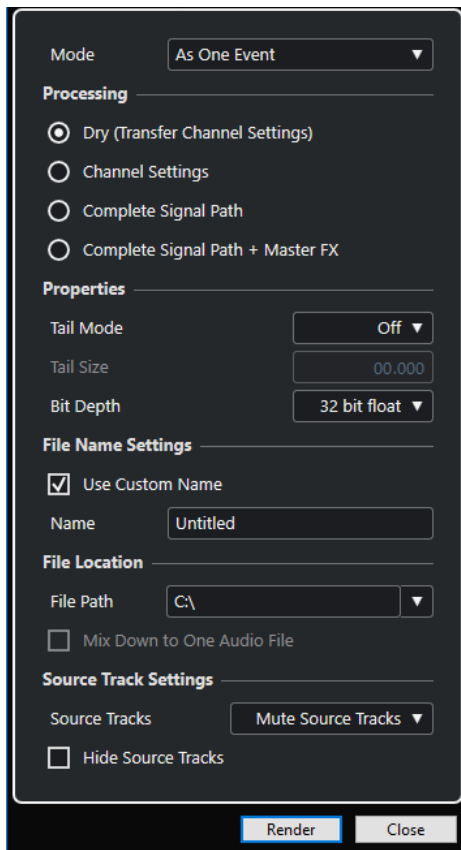 Mode As One Event
Processing
Dry (Transfer Channel Settings)
Channel Settings
Complete Signal Path
Complete Signal Path + Master FX
Properties
Tail Mode Off
Tail Size 00.000
Bit Depth 32 bit float
File Name Settings
Use Custom Name
Name Untitled
File Location
File Path C:\
Mix Down to One Audio File
Source Track Settings
Source Tracks Mute Source Tracks
Hide Source Tracks
Render Close